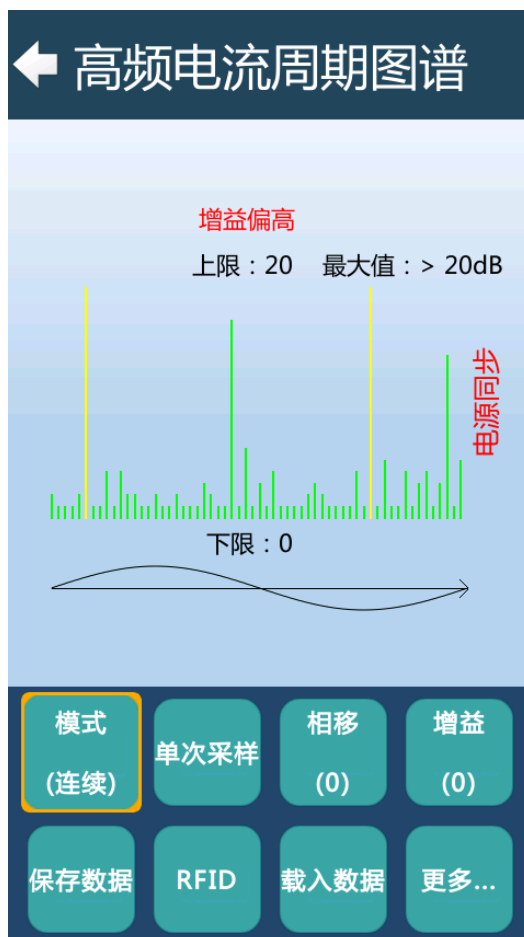 高频电流周期图谱
增益偏高
上限：20 最大值：> 20dB
电源同步
下限：0
模式
(连续)
单次采样
相移
(0)
增益
(0)
保存数据
RFID
载入数据
更多...